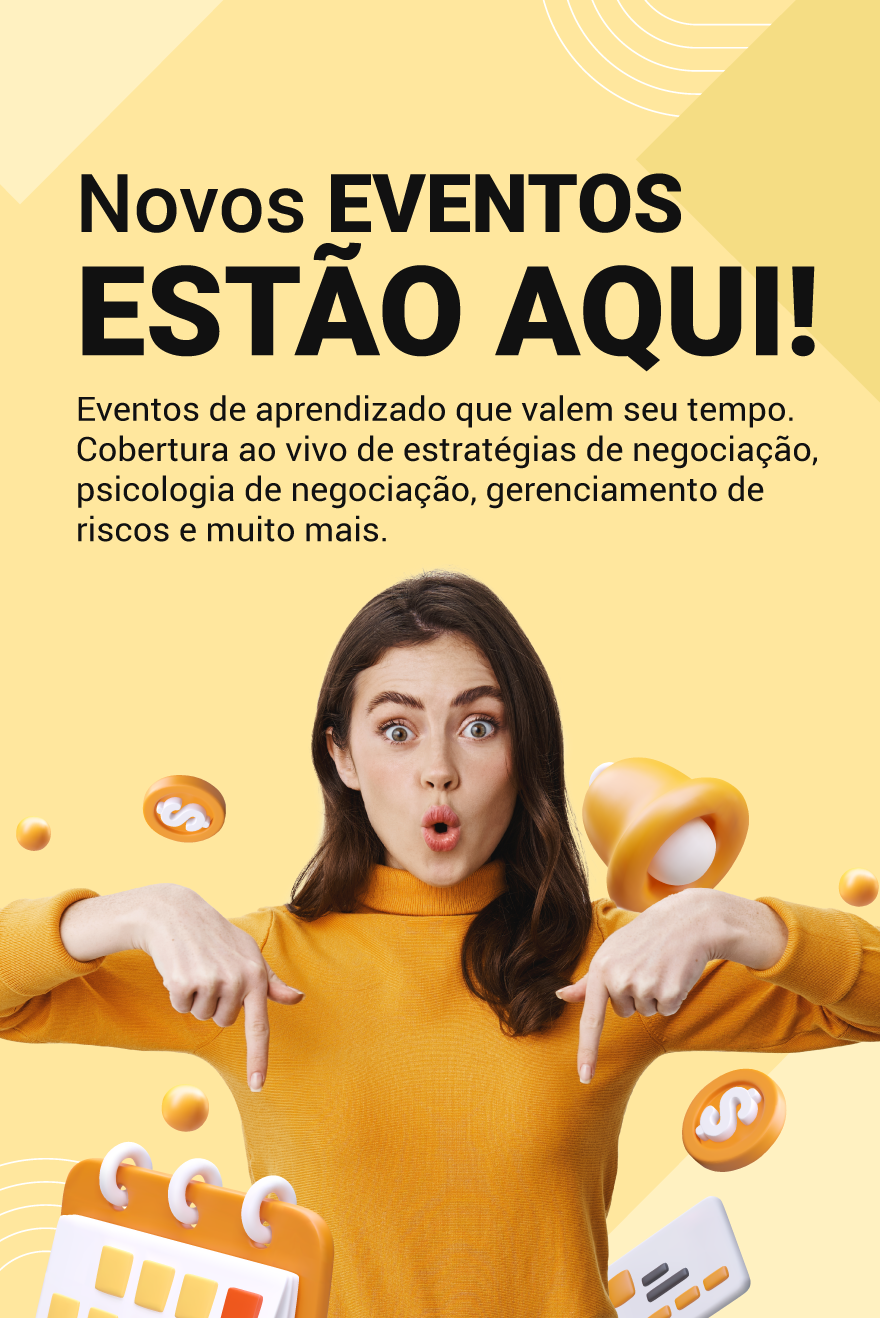 Novos EVENTOS
ESTÃO AQUI!
Eventos de aprendizado que valem seu tempo.
Cobertura ao vivo de estratégias de negociação,
psicologia de negociação, gerenciamento de
riscos e muito mais.